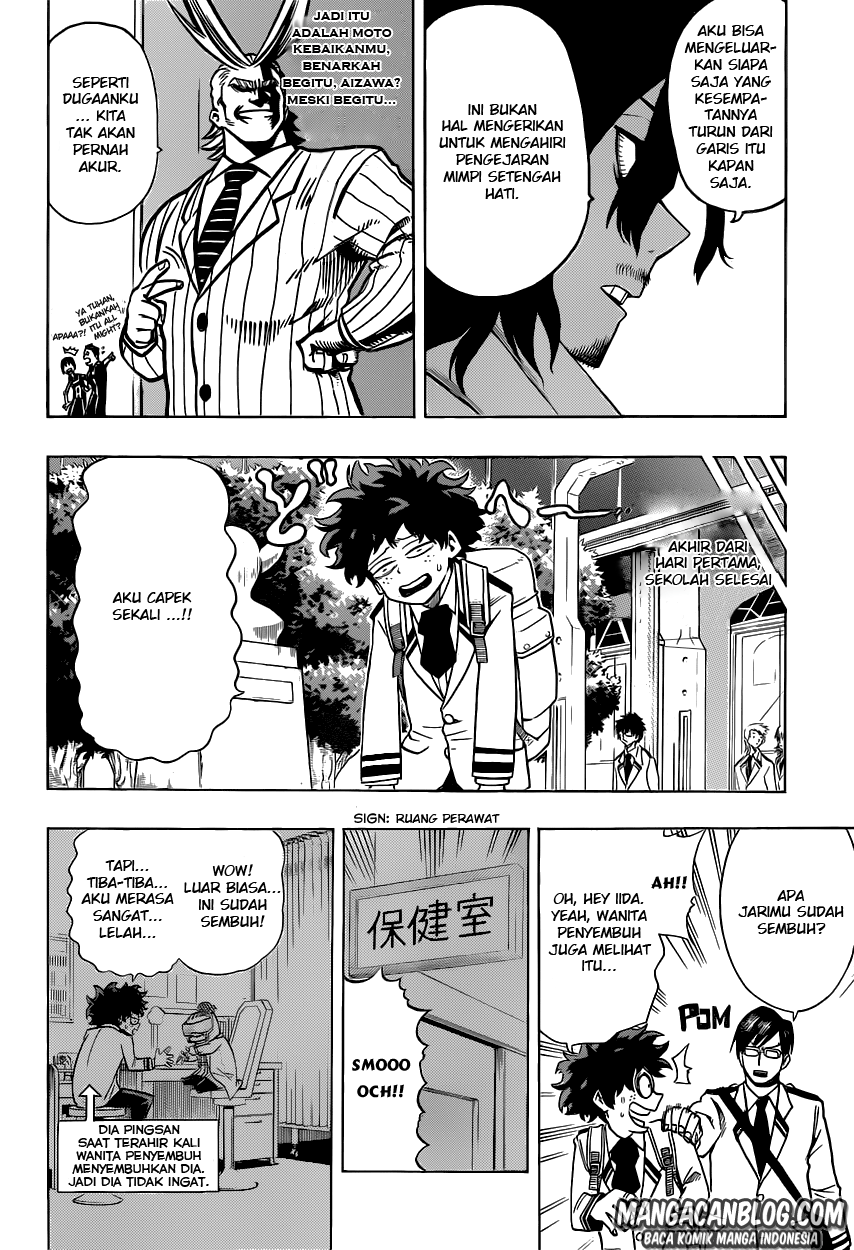 AKU BISA
MENGELUAR-
KAN SIAPA
SAJA YANG
KESEMPA-
TANNYA
TURUN DARI
GARIS ITU
KAPAN
SAJA.
INI BUKAN
HAL MENGERIKAN
UNTUK MENGAHIRI
PENGEJARAN
MIMPI SETENGAH
HATI.
JADI ITU
ADALAH MOTO
KEBAIKANMU,
BENARKAH
BEGITU, AIZAWA?
MESKI BEGITU...
SEPERTI
DUGAANKU
... KITA
TAK AKAN
PERNAH
AKUR.
YA TUHAN,
BUKANKAH
ITU ALL
MIGHT?
APAAA?!
AKHIR DARI
HARI PERTAMA,
SEKOLAH SELESAI
ヘ〜
ど
AKU CAPEK
SEKALI ...!!
SIGN: RUANG PERAWAT
APA
JARIMU SUDAH
SEMBUH?
POM
AH!!
OH, HEY IIDA.
YEAH, WANITA
PENYEMBUH
JUGA MELIHAT
ITU...
保健室
SMOOO
OCH!!
WOW!
LUAR BIASA...
INI SUDAH
SEMBUH!
TAPI...
TIBA-TIBA...
AKU MERASA
SANGAT...
LELAH...
DIA PINGSAN
SAAT TERAHIR KALI
WANITA PENYEMBUH
MENYEMBUHKAN DIA.
JADI DIA TIDAK INGAT.
MANGACANBLOG.COM
BACA KOMIK MANGA INDONESIA